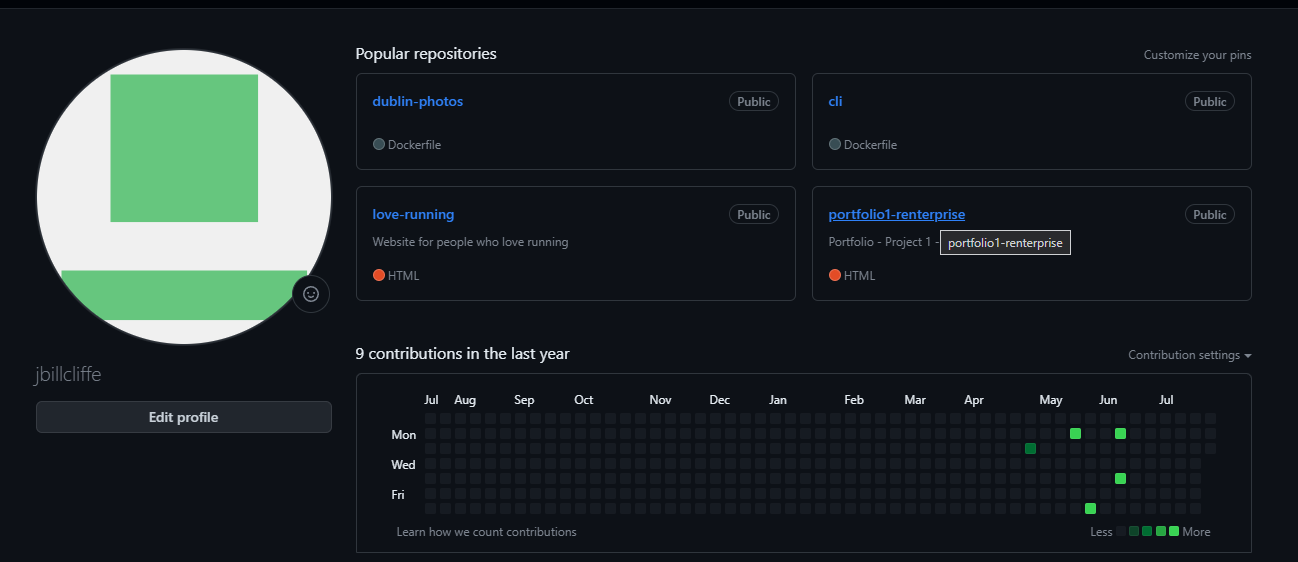 Popular repositories
Customize your pins
dublin-photos
Public
Dockerfile
cli
Public
Dockerfile
love-running
Public
Website for people who love running
HTML
portfolio1-renterprise
Public
Portfolio - Project 1 -
portfolio1-renterprise
HTML
jbillcliffe
Edit profile
9 contributions in the last year
Contribution settings
Jul Aug Sep Oct Nov Dec Jan Feb Mar Apr May Jun Jul
Mon
Wed
Fri
Learn how we count contributions
Less More